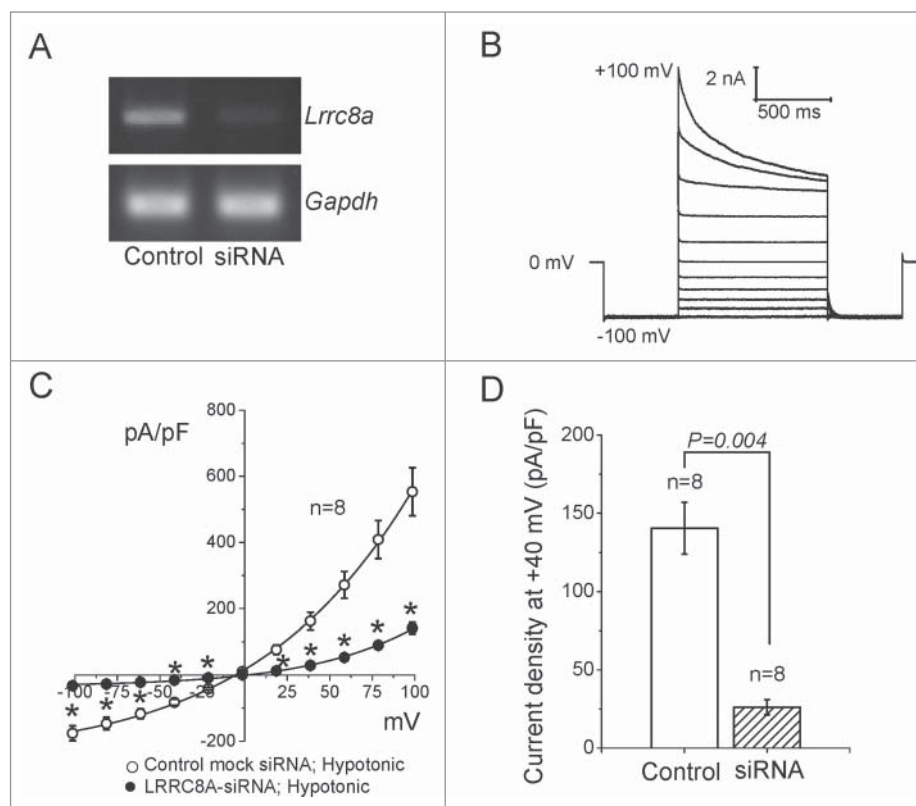 A
Lrrc8a
Gapdh
Control siRNA
B
+100 mV
2 nA
500 ms
0 mV
-100 mV
C
pA/pF
800
600
400
200
-200
n=8
-100 -75 -50 -25 25 50 75 100
mV
* * * * * * * * * *
Control mock siRNA; Hypotonic
LRRC8A-siRNA; Hypotonic
D
Current density at +40 mV (pA/pF)
200
150
100
50
25
0
P=0.004
n=8
n=8
Control siRNA